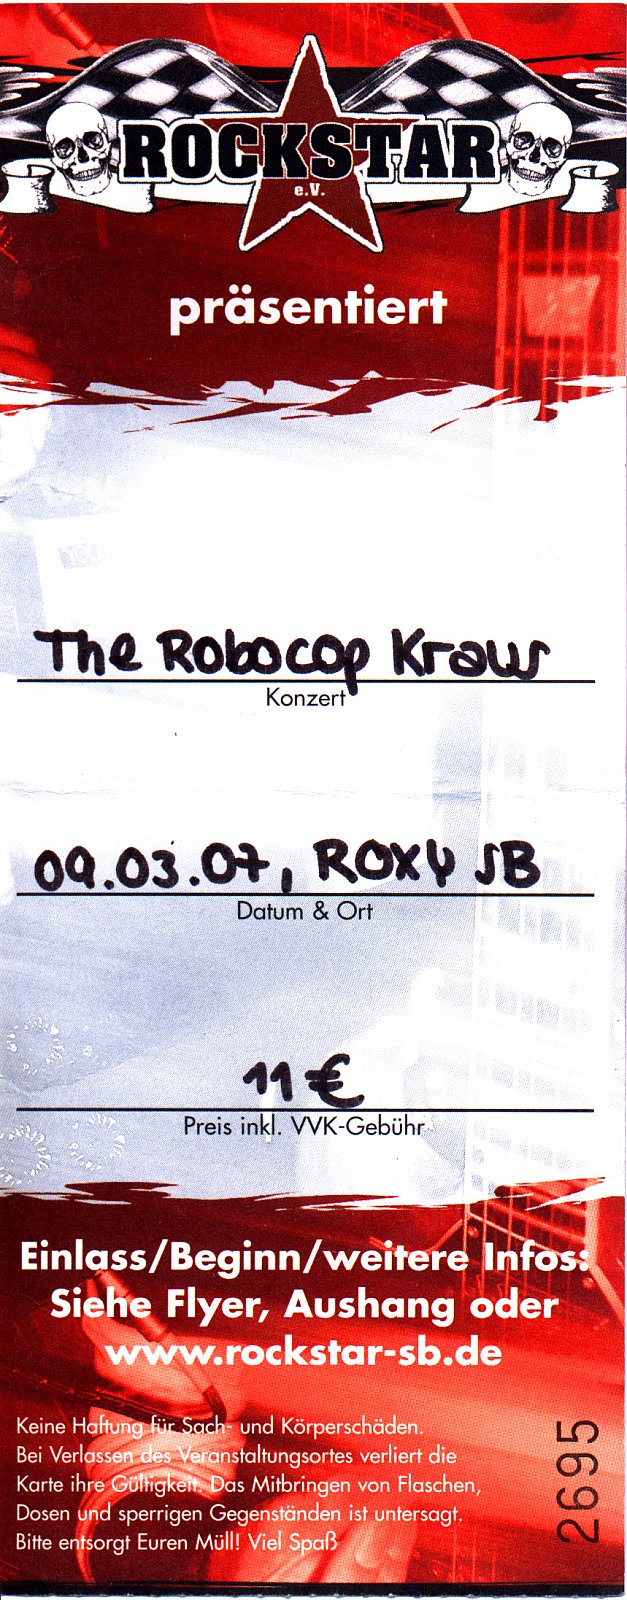 ROCKSTAR
e.V.
präsentiert
The Robocop Kraus
Konzert
09.03.07, ROXY SB
Datum & Ort
11 €
Preis inkl. VVK-Gebühr
Einlass/Beginn/weitere Infos:
Siehe Flyer, Aushang oder
www.rockstar-sb.de
Keine Haftung für Sach- und Körperschäden.
Bei Verlassen des Veranstaltungsortes verliert die
Karte ihre Gültigkeit. Das Mitbringen von Flaschen,
Dosen und sperrigen Gegenständen ist untersagt.
Bitte entsorgt Euren Müll! Viel Spaß
2695